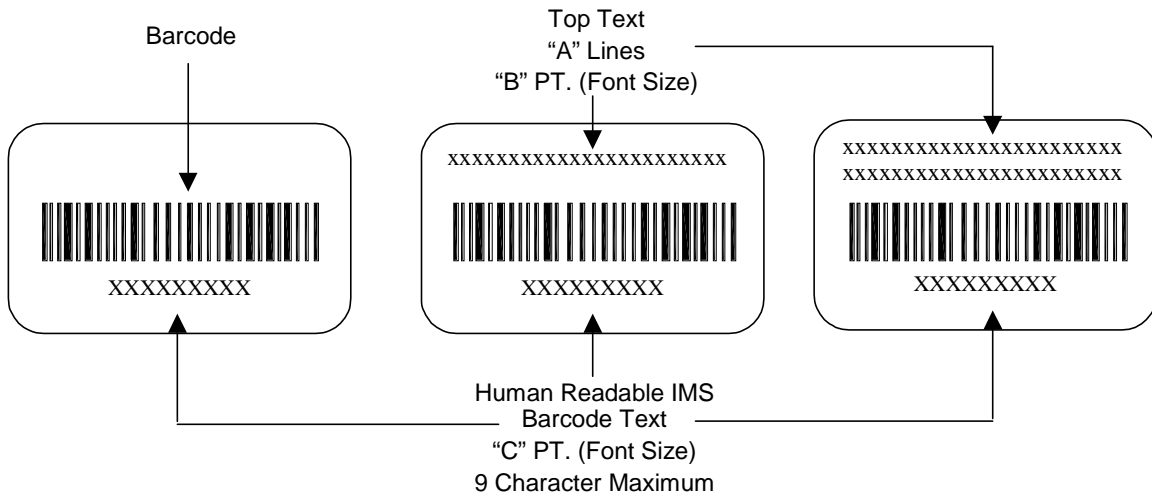 Barcode
Top Text
“A” Lines
“B” PT. (Font Size)
XXXXXXXXX
xxxxxxxxxxxxxxxxxxxxxxx
XXXXXXXXX
xxxxxxxxxxxxxxxxxxxxxxx
xxxxxxxxxxxxxxxxxxxxxxx
XXXXXXXXX
Human Readable IMS
Barcode Text
“C” PT. (Font Size)
9 Character Maximum